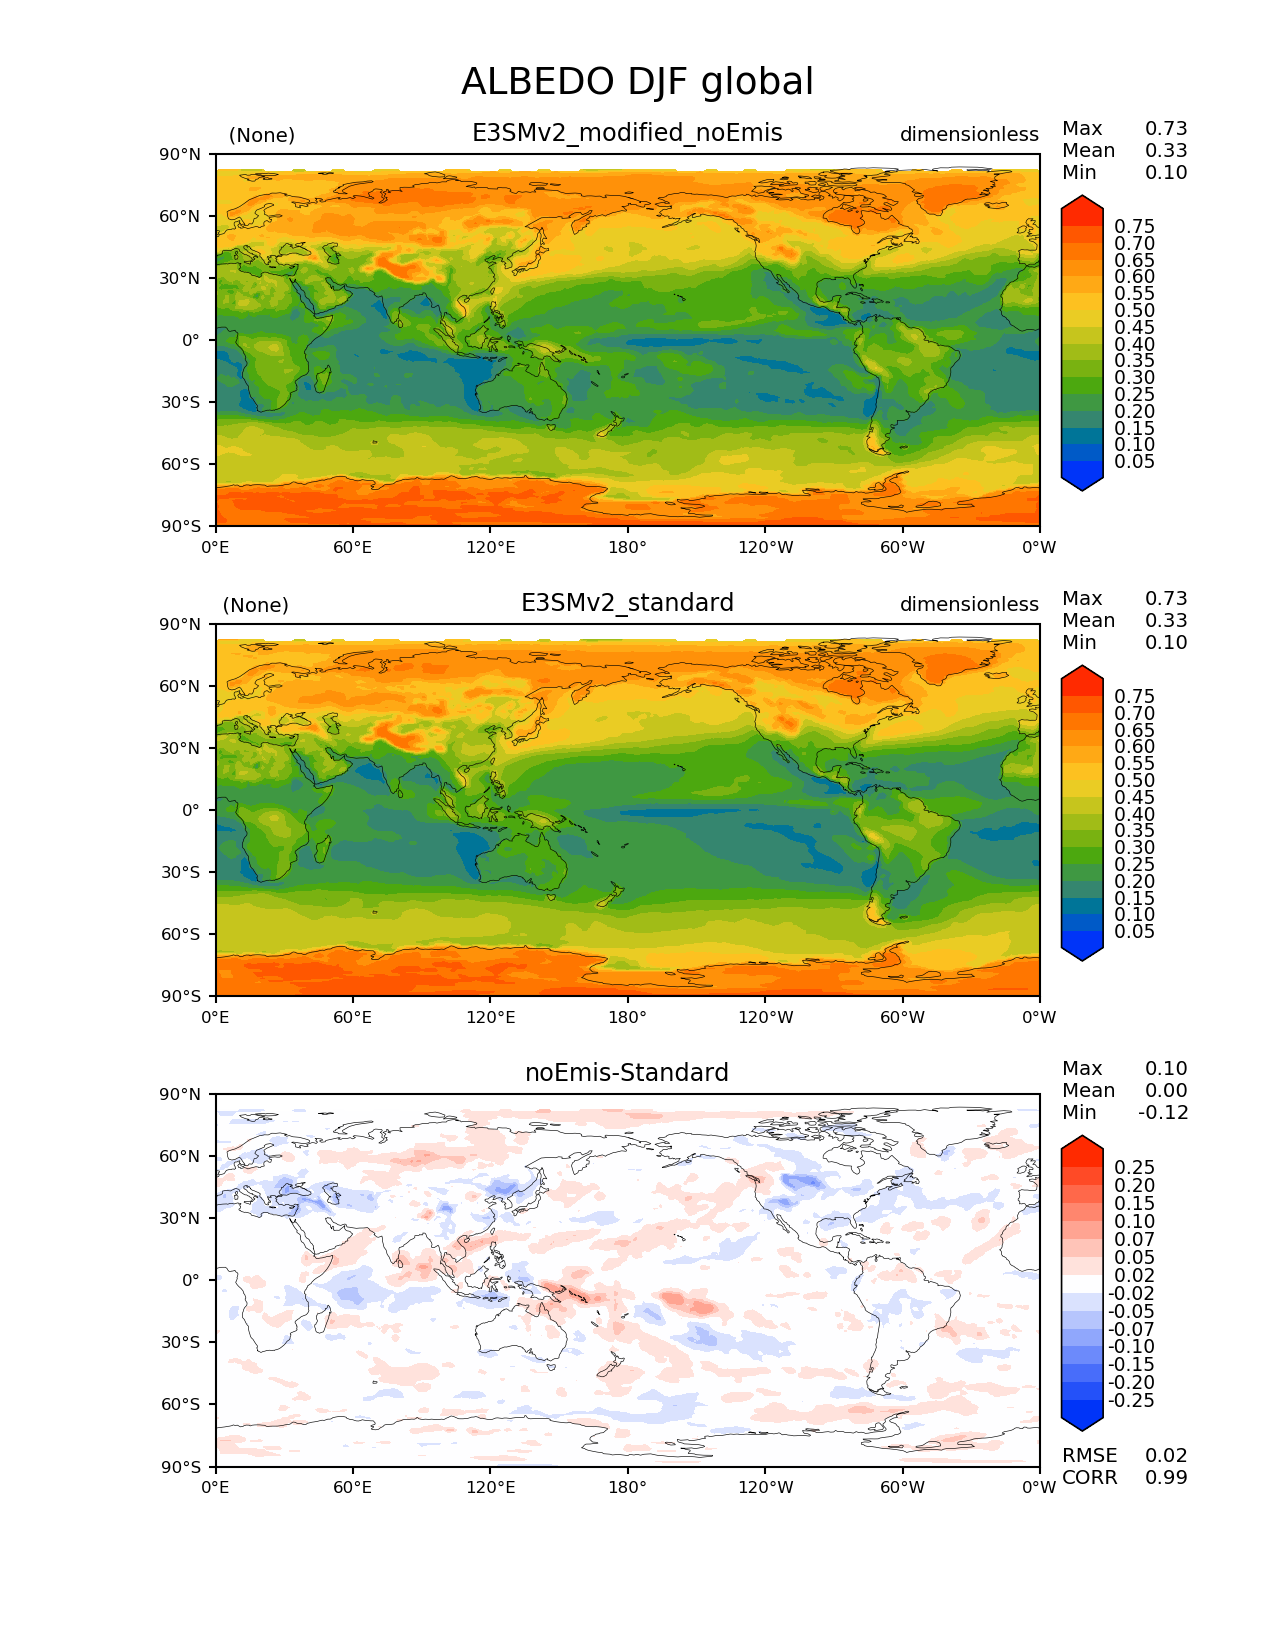 ALBEDO DJF global
(None) E3SMv2_modified_noEmis dimensionless
Max 0.73
Mean 0.33
Min 0.10
90°N
60°N
30°N
0°
30°S
60°S
90°S
0°E 60°E 120°E 180° 120°W 60°W 0°W
0.75
0.70
0.65
0.60
0.55
0.50
0.45
0.40
0.35
0.30
0.25
0.20
0.15
0.10
0.05
(None) E3SMv2_standard dimensionless
Max 0.73
Mean 0.33
Min 0.10
90°N
60°N
30°N
0°
30°S
60°S
90°S
0°E 60°E 120°E 180° 120°W 60°W 0°W
0.75
0.70
0.65
0.60
0.55
0.50
0.45
0.40
0.35
0.30
0.25
0.20
0.15
0.10
0.05
noEmis-Standard
Max 0.10
Mean 0.00
Min -0.12
90°N
60°N
30°N
0°
30°S
60°S
90°S
0°E 60°E 120°E 180° 120°W 60°W 0°W
0.25
0.20
0.15
0.10
0.07
0.05
0.02
-0.02
-0.05
-0.07
-0.10
-0.15
-0.20
-0.25
RMSE 0.02
CORR 0.99